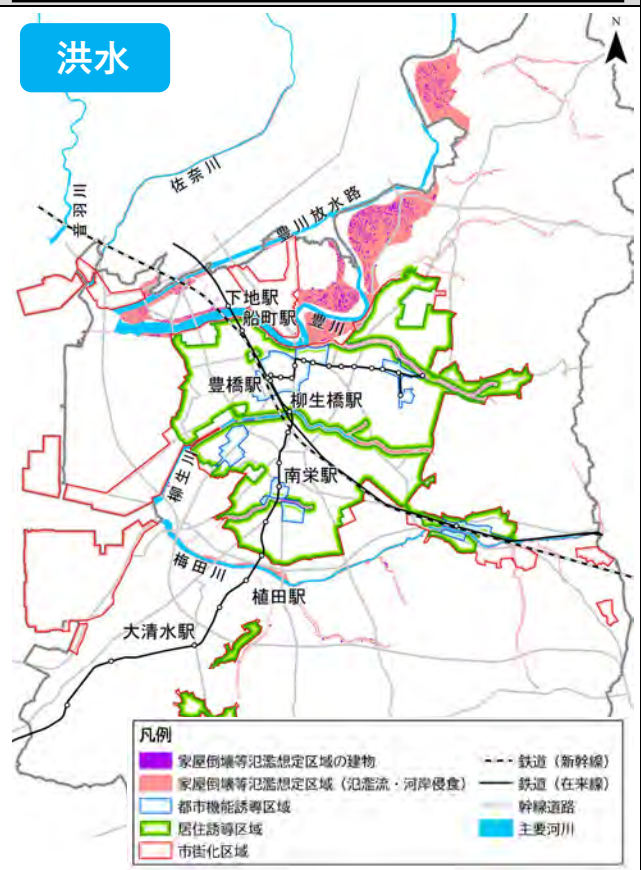 洪水
N
佐奈川
音羽川
豊川放水路
下地駅
船町駅
豊川
豊橋駅
柳生橋駅
南栄駅
柳生川
梅田川
植田駅
大清水駅
凡例
家屋倒壊等氾濫想定区域の建物
家屋倒壊等氾濫想定区域（氾濫流・河岸侵食）
都市機能誘導区域
居住誘導区域
市街化区域
鉄道（新幹線）
鉄道（在来線）
幹線道路
主要河川